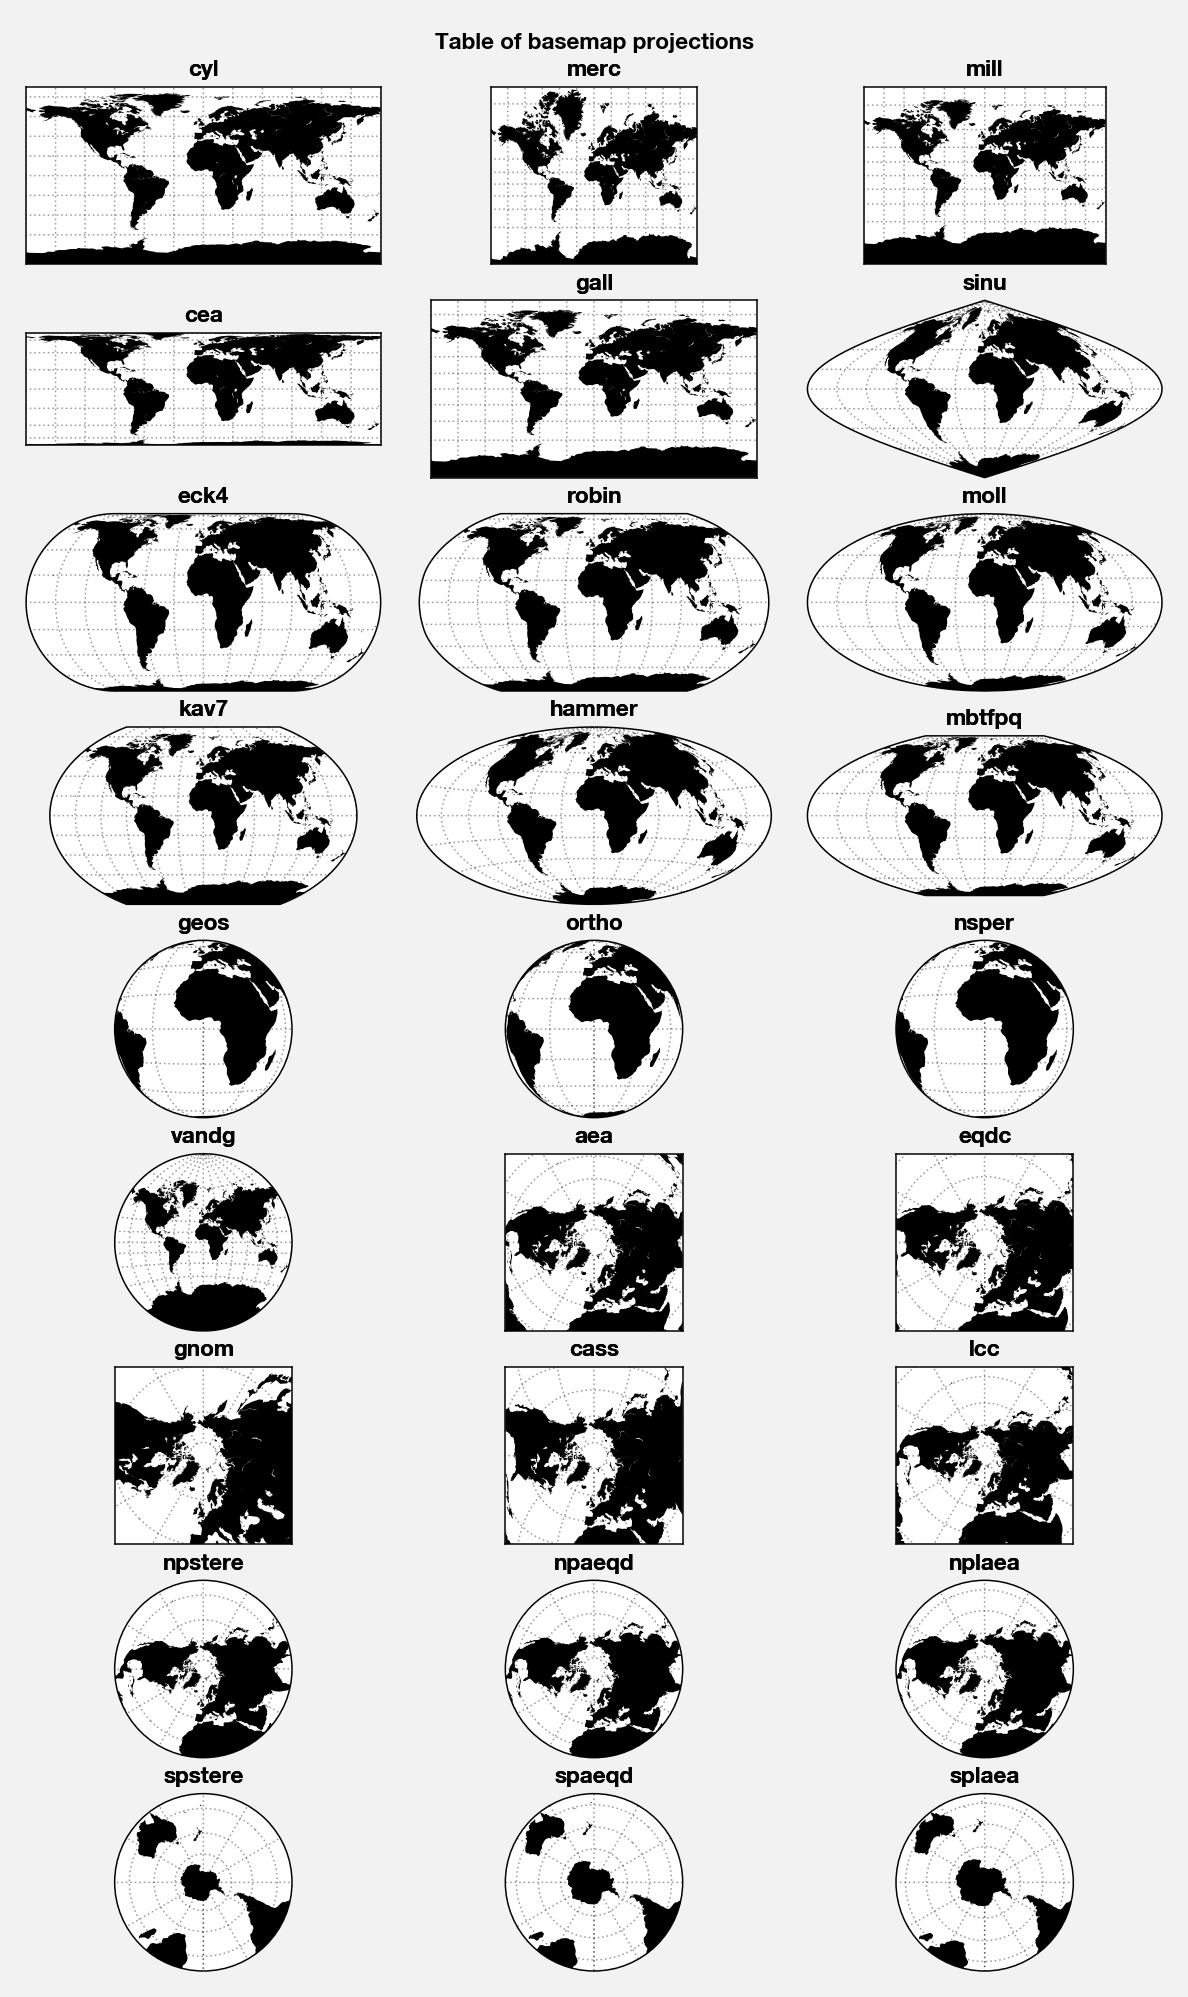 Table of basemap projections
cyl
merc
mill
cea
gall
sinu
eck4
robin
moll
kav7
hammer
mbtfpq
geos
ortho
nsper
vandg
aea
eqdc
gnom
cass
lcc
npstere
npaeqd
nplaea
spstere
spaeqd
splaea